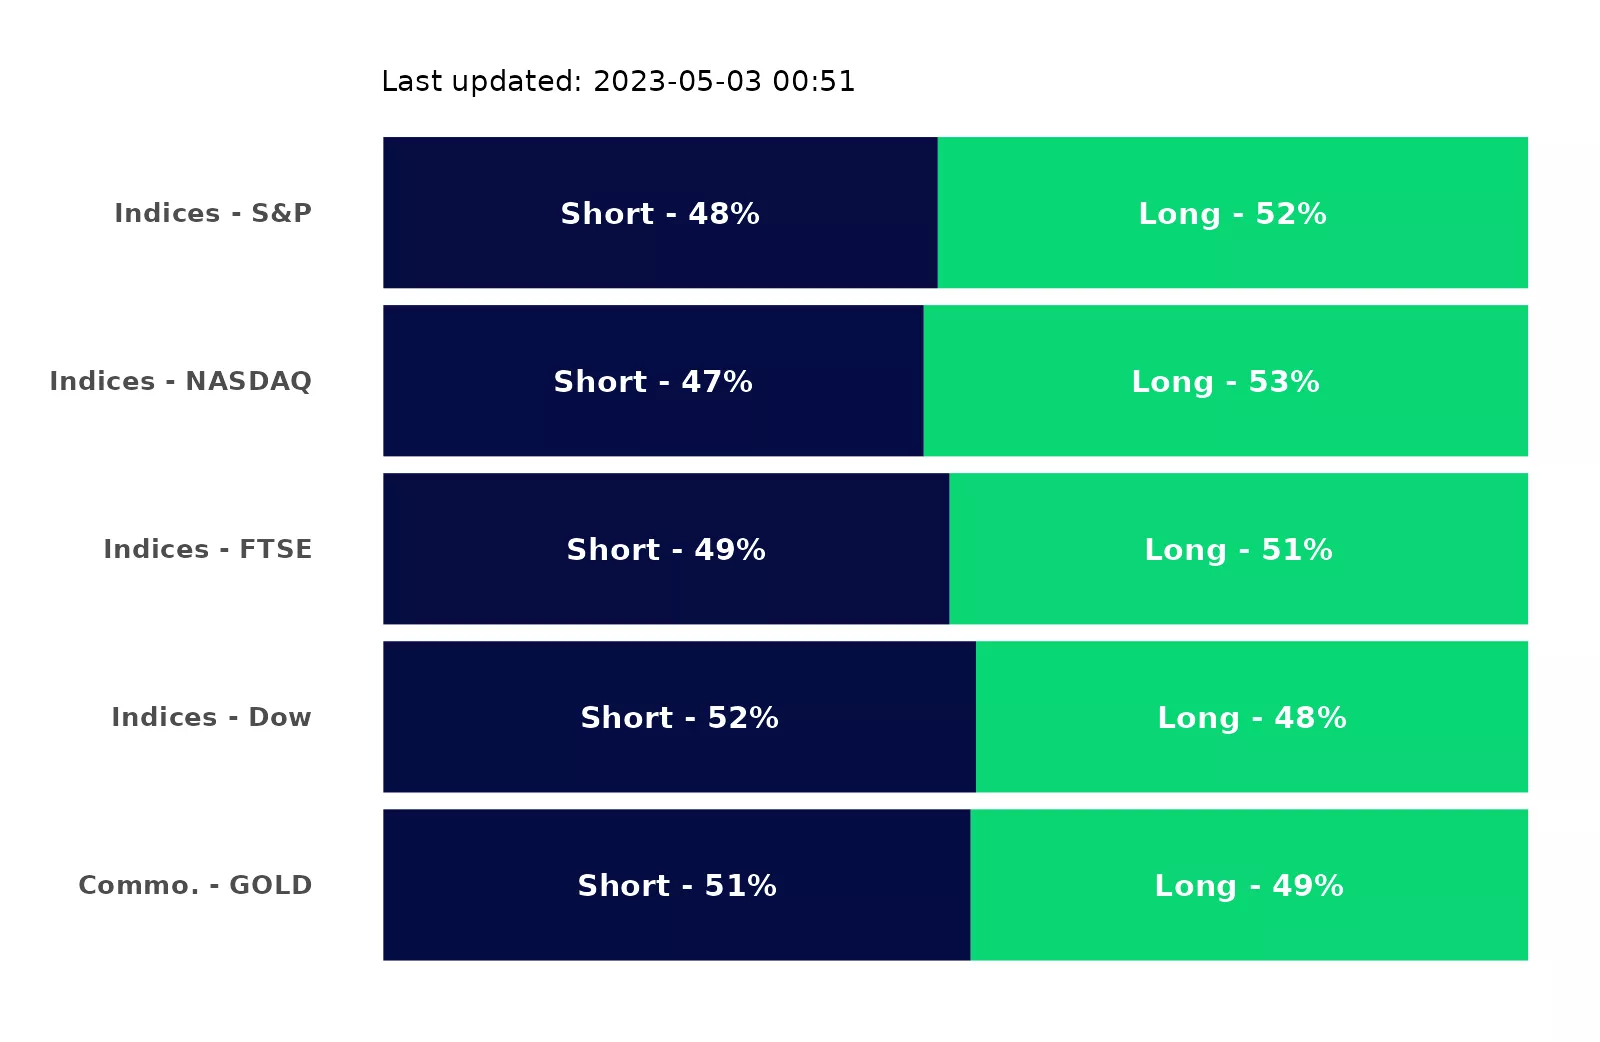 Last updated: 2023-05-03 00:51
Indices - S&P Short - 48% Long - 52%
Indices - NASDAQ Short - 47% Long - 53%
Indices - FTSE Short - 49% Long - 51%
Indices - Dow Short - 52% Long - 48%
Commo. - GOLD Short - 51% Long - 49%